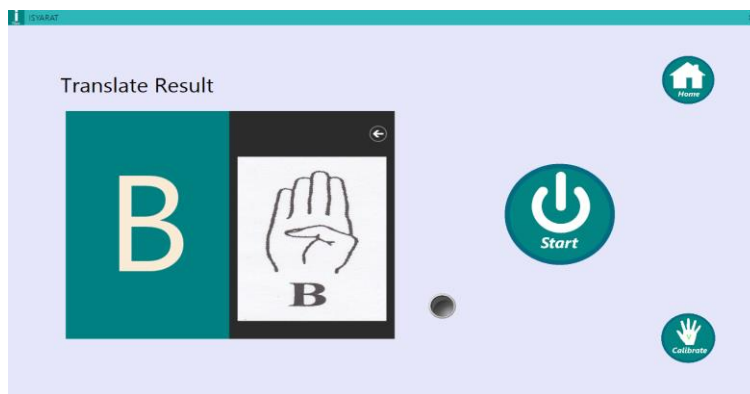 ISYARAT
Home
Translate Result
B
B
Start
Calibrate